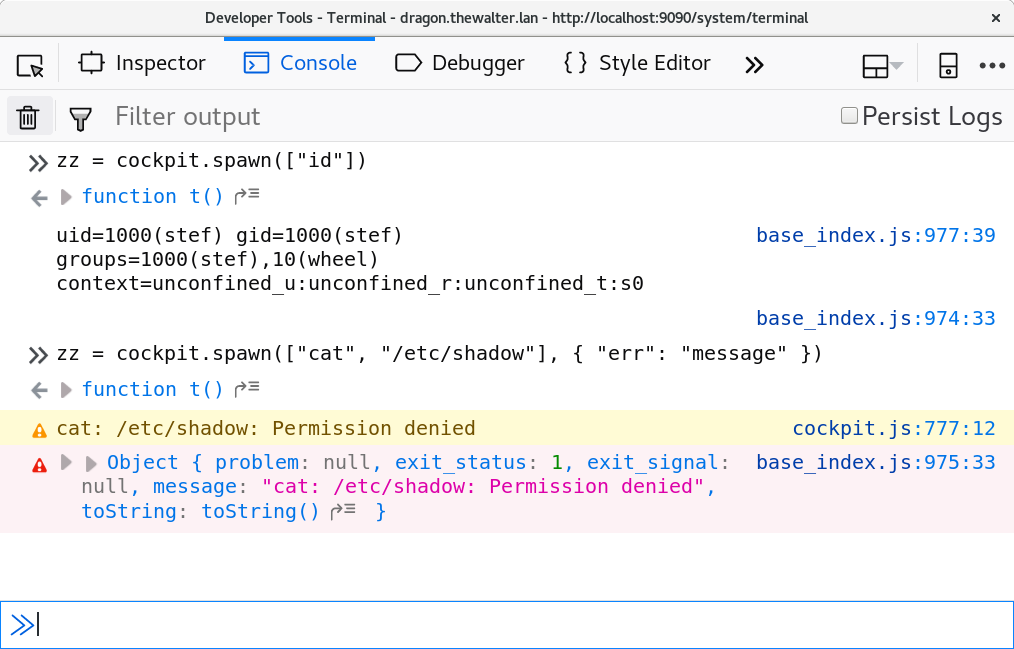 Developer Tools - Terminal - dragon.thewalter.lan - http://localhost:9090/system/terminal ×
Inspector Console Debugger {} Style Editor
Filter output Persist Logs
zz = cockpit.spawn(["id"])
function t()
uid=1000(stef) gid=1000(stef) base_index.js:977:39
groups=1000(stef),10(wheel)
context=unconfined_u:unconfined_r:unconfined_t:s0
base_index.js:974:33
zz = cockpit.spawn(["cat", "/etc/shadow"], { "err": "message" })
function t()
cat: /etc/shadow: Permission denied cockpit.js:777:12
Object { problem: null, exit_status: 1, exit_signal: base_index.js:975:33
null, message: "cat: /etc/shadow: Permission denied",
toString: toString() }